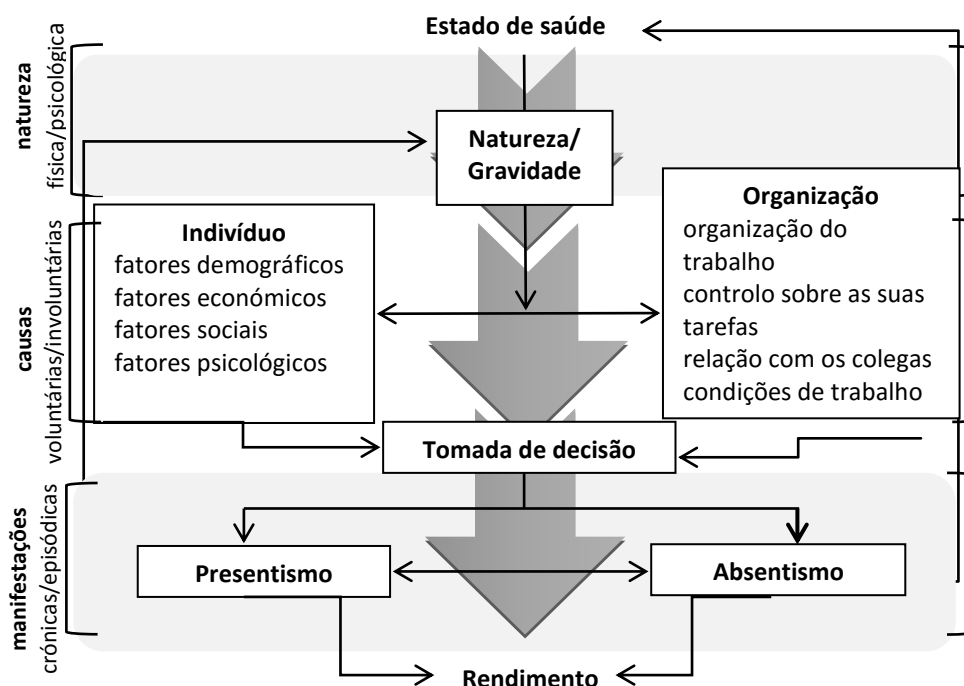 Estado de saúde
natureza
física/psicológica
Natureza/
Gravidade
Indivíduo
fatores demográficos
fatores económicos
fatores sociais
fatores psicológicos
Organização
organização do
trabalho
controlo sobre as suas
tarefas
relação com os colegas
condições de trabalho
causas
voluntárias/involuntárias
Tomada de decisão
manifestações
crónicas/episódicas
Presentismo
Absentismo
Rendimento